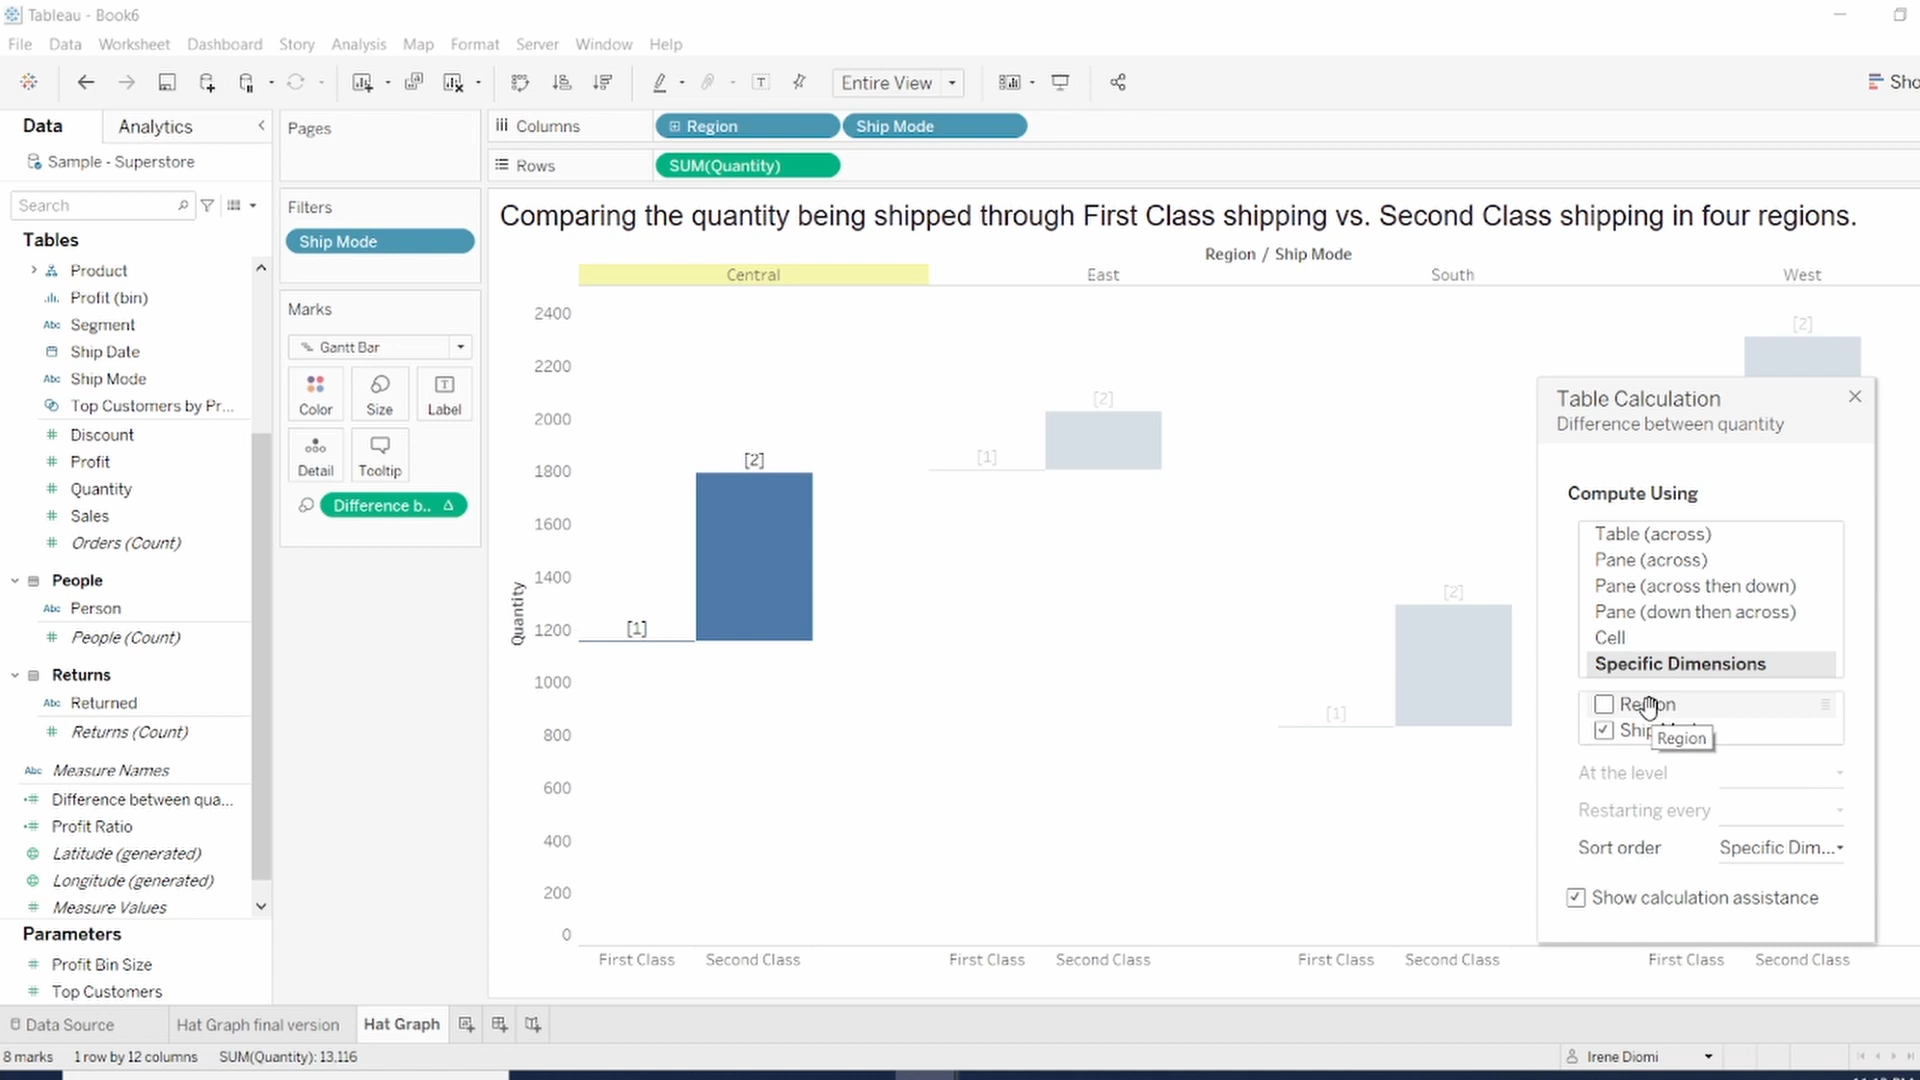 Tableau - Book6
File Data Worksheet Dashboard Story Analysis Map Format Server Window Help
Entire View
Sho
Data
Analytics
Sample - Superstore
Search
Tables
Product
Profit (bin)
Segment
Ship Date
Ship Mode
Top Customers by Pr...
Discount
Profit
Quantity
Sales
Orders (Count)
People
Person
People (Count)
Returns
Returned
Returns (Count)
Measure Names
Difference between qua...
Profit Ratio
Latitude (generated)
Longitude (generated)
Measure Values
Parameters
Profit Bin Size
Top Customers
Pages
Filters
Ship Mode
Marks
Gantt Bar
Color
Size
Label
Detail
Tooltip
Difference b..
Columns
Region
Ship Mode
Rows
SUM(Quantity)
Comparing the quantity being shipped through First Class shipping vs. Second Class shipping in four regions.
Region / Ship Mode
Central
East
South
West
Quantity
2400
2200
2000
1800
1600
1400
1200
1000
800
600
400
200
0
[1]
[2]
[1]
[2]
[1]
[2]
[2]
First Class
Second Class
First Class
Second Class
First Class
Second Class
First Class
Second Class
Table Calculation
Difference between quantity
Compute Using
Table (across)
Pane (across)
Pane (across then down)
Pane (down then across)
Cell
Specific Dimensions
Region
Ship
Region
At the level
Restarting every
Sort order
Specific Dim...
Show calculation assistance
Data Source
Hat Graph final version
Hat Graph
8 marks
1 row by 12 columns
SUM(Quantity): 13,116
Irene Diomi